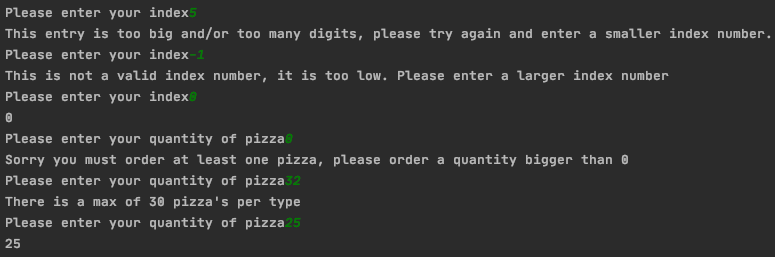 Please enter your index5
This entry is too big and/or too many digits, please try again and enter a smaller index number.
Please enter your index-1
This is not a valid index number, it is too low. Please enter a larger index number
Please enter your index0
0
Please enter your quantity of pizza0
Sorry you must order at least one pizza, please order a quantity bigger than 0
Please enter your quantity of pizza32
There is a max of 30 pizza's per type
Please enter your quantity of pizza25
25